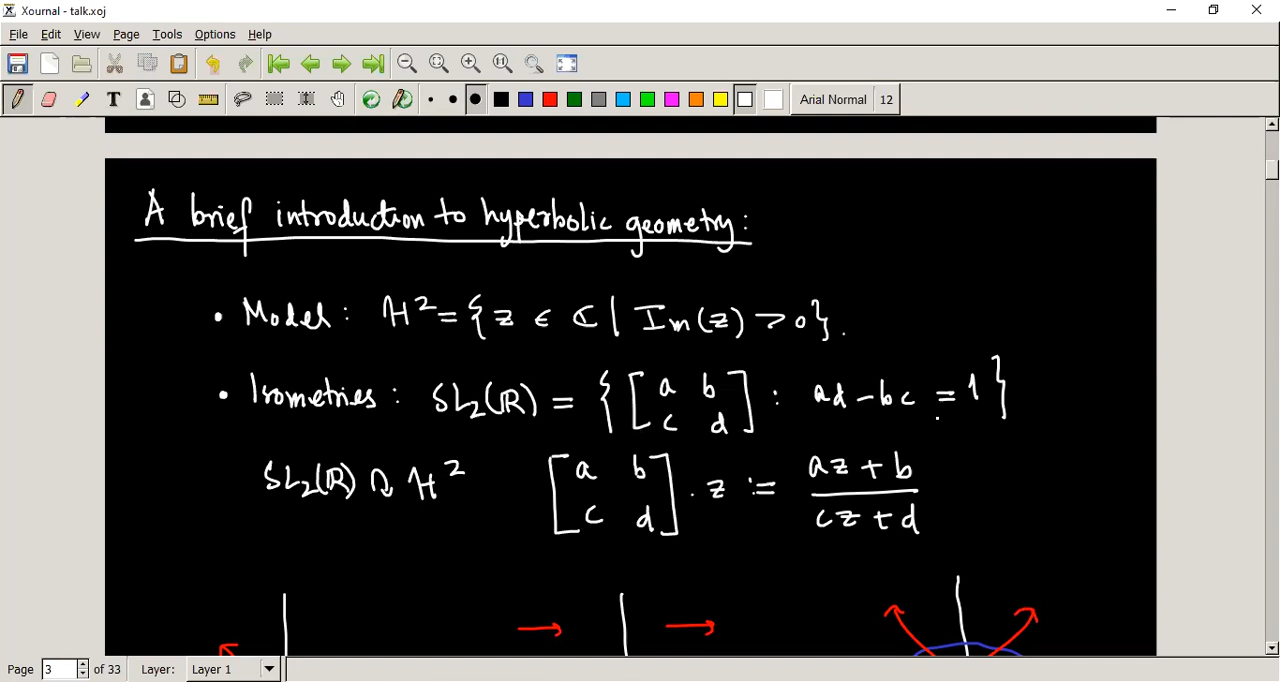 Xournal - talk.xoj
File Edit View Page Tools Options Help
Arial Normal 12
A brief introduction to hyperbolic geometry:
• Model: H² = {z ∈ ℂ | Im(z) > 0}.
• Isometries: SL₂(ℝ) = { [a b; c d] : ad - bc = 1 }
SL₂(ℝ) ↷ H² [a b; c d] . z := (az + b)/(cz + d)
Page 3 of 33 Layer: Layer 1